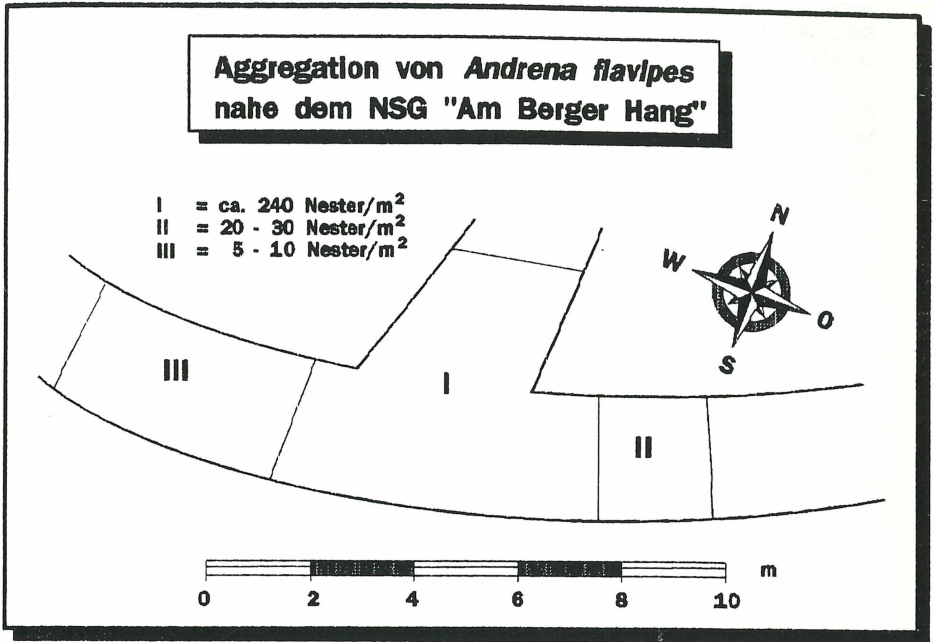 Aggregation von Andrena flavipes
nahe dem NSG "Am Berger Hang"
I = ca. 240 Nester/m²
II = 20 - 30 Nester/m²
III = 5 - 10 Nester/m²
N
W
O
S
III
I
II
m
0 2 4 6 8 10